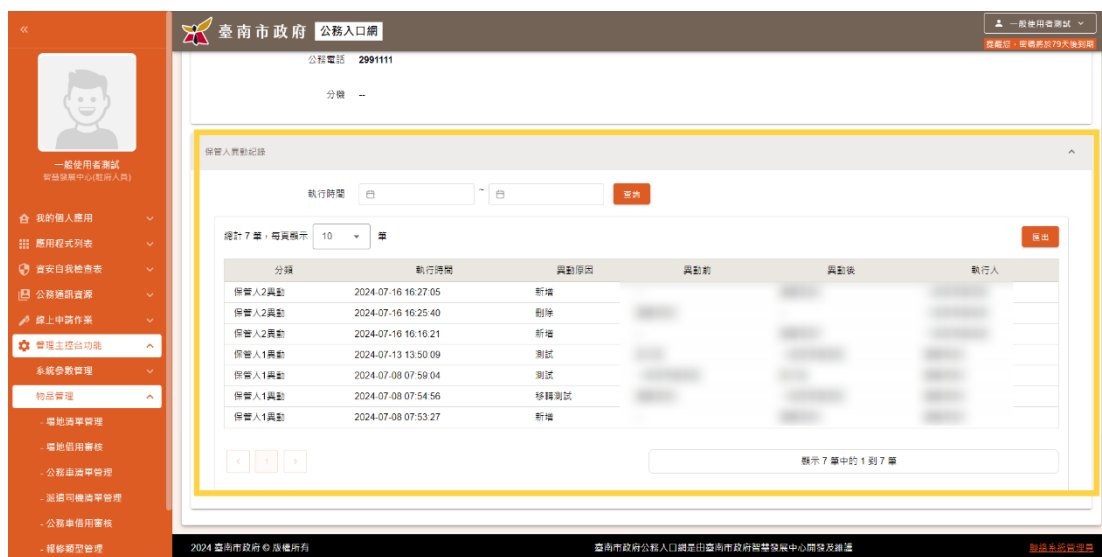 «
臺南市政府 公務入口網
一般使用者測試
提醒您，密碼將於79天後到期
一般使用者測試
智慧發展中心(駐府人員)
我的個人應用
應用程式列表
資安自我檢查表
公務通訊資源
線上申請作業
管理主控台功能
系統參數管理
物品管理
- 場地清單管理
- 場地借用審核
- 公務車清單管理
- 派遣司機清單管理
- 公務車借用審核
- 報修類型管理
公務電話 2991111
分機 --
保管人異動記錄
執行時間 ~ 查詢
總計 7 筆，每頁顯示 10 筆 匯出
分類 執行時間 異動原因 異動前 異動後 執行人
保管人2異動 2024-07-16 16:27:05 新增
保管人2異動 2024-07-16 16:25:40 刪除
保管人2異動 2024-07-16 16:16:21 新增
保管人1異動 2024-07-13 13:50:09 測試
保管人1異動 2024-07-08 07:59:04 測試
保管人1異動 2024-07-08 07:54:56 移轉測試
保管人1異動 2024-07-08 07:53:27 新增
‹ 1 ›
顯示 7 筆中的 1 到 7 筆
2024 臺南市政府 © 版權所有 臺南市政府公務入口網是由臺南市政府智慧發展中心開發及維護 聯絡系統管理員